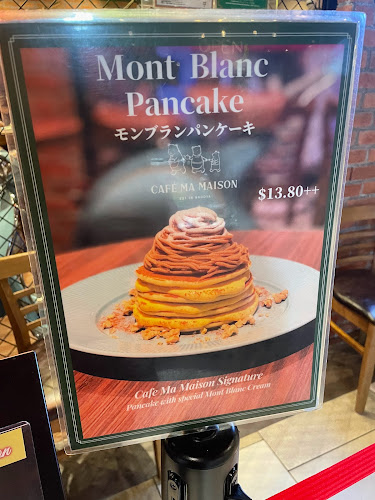 Mont Blanc
Pancake
モンブランパンケーキ
CAFÉ MA MAISON
$13.80++
Cafe Ma Maison Signature
Pancake with special Mont Blanc Cream